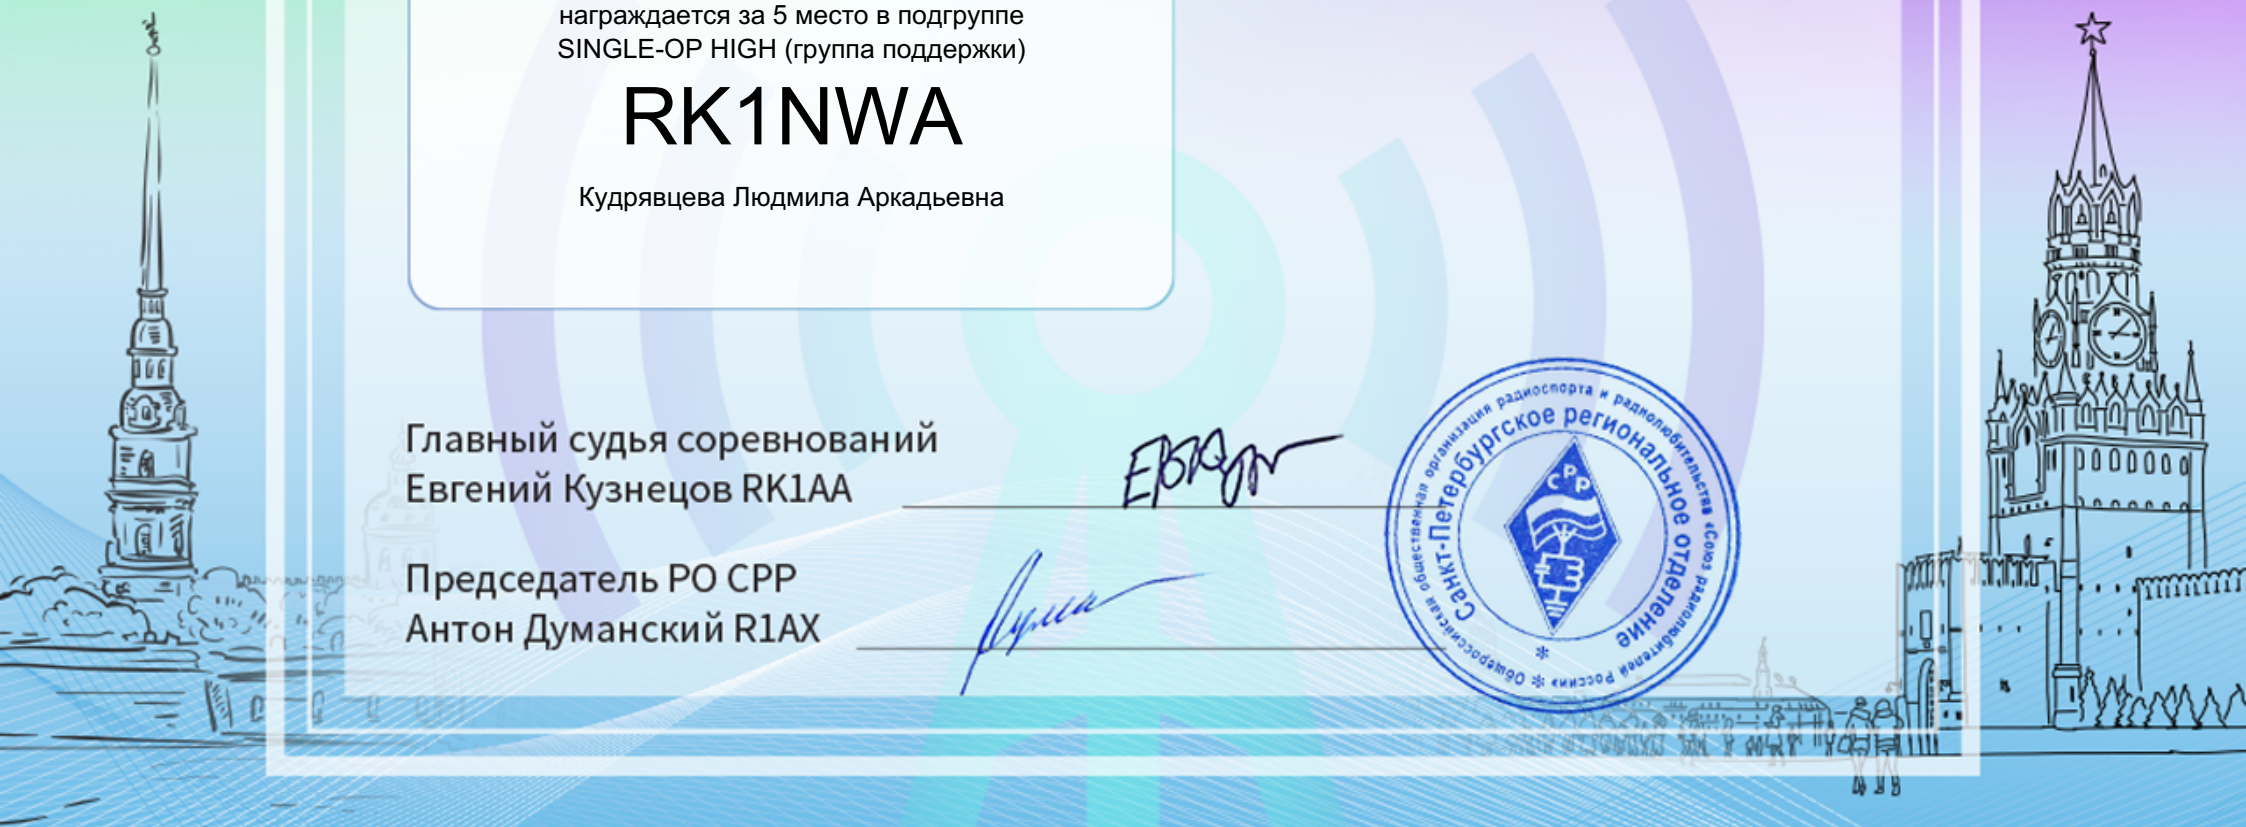 награждается за 5 место в подгруппе
SINGLE-OP HIGH (группа поддержки)
RK1NWA
Кудрявцева Людмила Аркадьевна
Главный судья соревнований
Евгений Кузнецов RK1AA
Председатель РО СРР
Антон Думанский R1AX
Общероссийская общественная организация радиоспорта и радиолюбительства «Союз радиолюбителей России»
Санкт-Петербургское региональное отделение
СРР